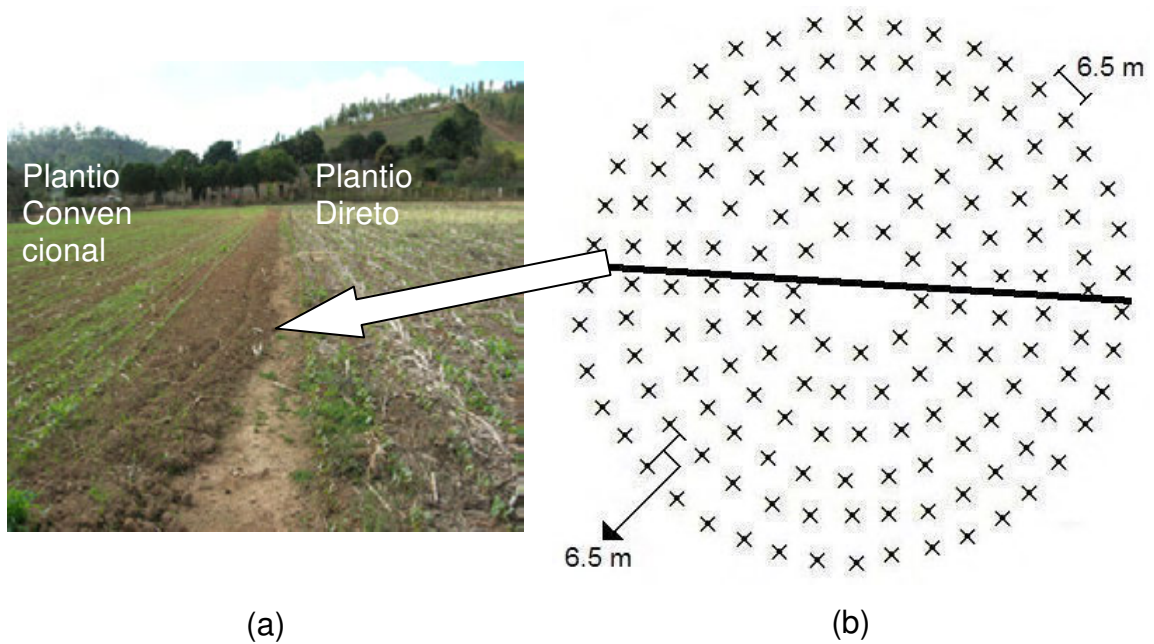 Plantio
Conven
cional
Plantio
Direto
6.5 m
6.5 m
(a)
(b)